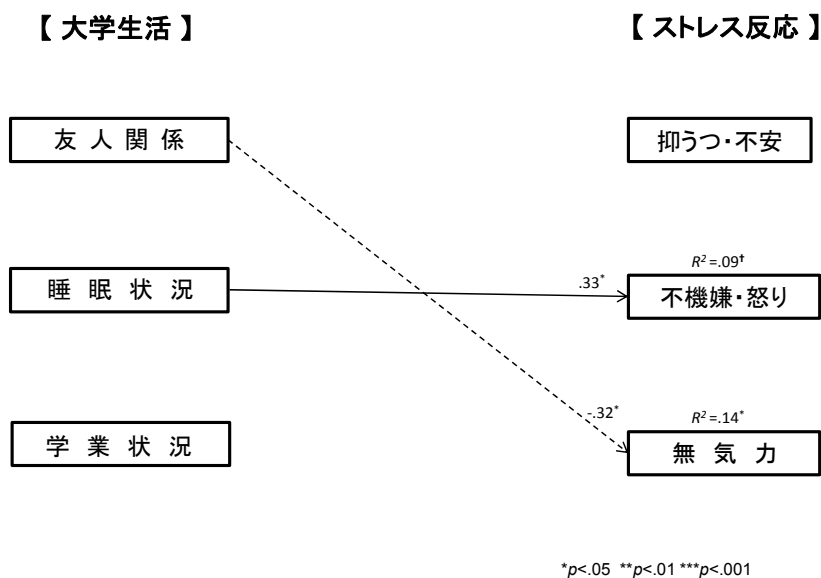 【 大学生活 】
【 ストレス反応 】
友 人 関 係
抑うつ・不安
R²=.09†
睡 眠 状 況
.33*
不機嫌・怒り
-.32*
R²=.14*
学 業 状 況
無 気 力
*p<.05 **p<.01 ***p<.001